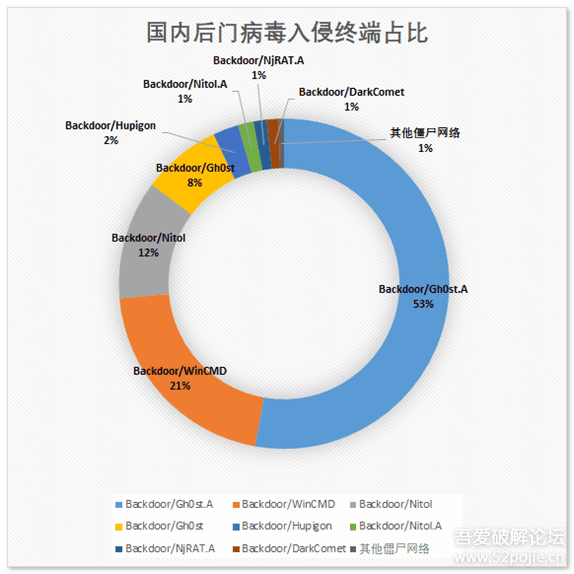 国内后门病毒入侵终端占比
Backdoor/NjRAT.A
1%
Backdoor/Nitol.A
1%
Backdoor/DarkComet
1%
Backdoor/Hupigon
2%
其他僵尸网络
1%
Backdoor/Gh0st
8%
Backdoor/Nitol
12%
Backdoor/Gh0st.A
53%
Backdoor/WinCMD
21%
Backdoor/Gh0st.A
Backdoor/WinCMD
Backdoor/Nitol
Backdoor/Gh0st
Backdoor/Hupigon
Backdoor/Nitol.A
Backdoor/NjRAT.A
Backdoor/DarkComet
其他僵尸网络
吾爱破解论坛
www.52pojie.cn